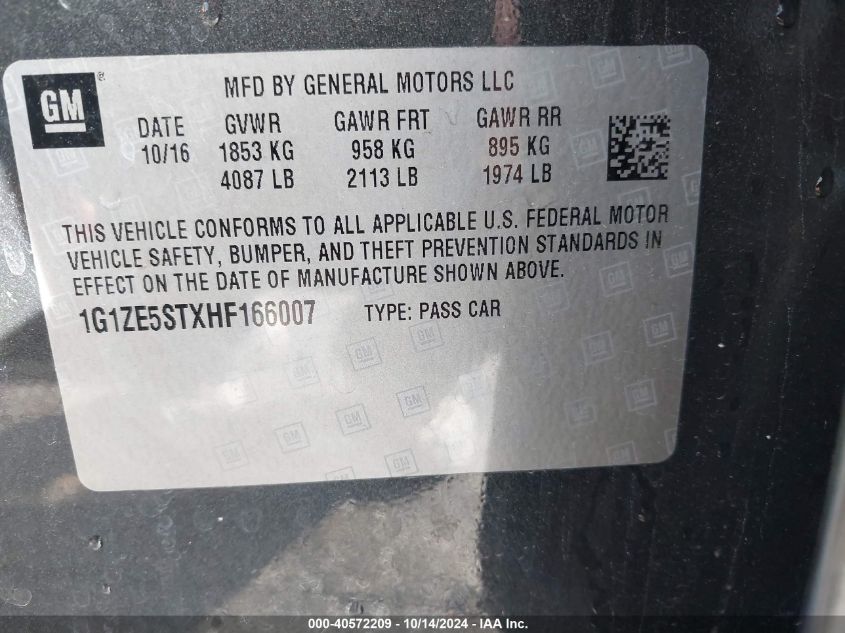 GM ®
MFD BY GENERAL MOTORS LLC
DATE GVWR GAWR FRT GAWR RR
10/16 1853 KG 958 KG 895 KG
4087 LB 2113 LB 1974 LB
THIS VEHICLE CONFORMS TO ALL APPLICABLE U.S. FEDERAL MOTOR
VEHICLE SAFETY, BUMPER, AND THEFT PREVENTION STANDARDS IN
EFFECT ON THE DATE OF MANUFACTURE SHOWN ABOVE.
1G1ZE5STXHF166007 TYPE: PASS CAR
000-40572209 - 10/14/2024 - IAA Inc.